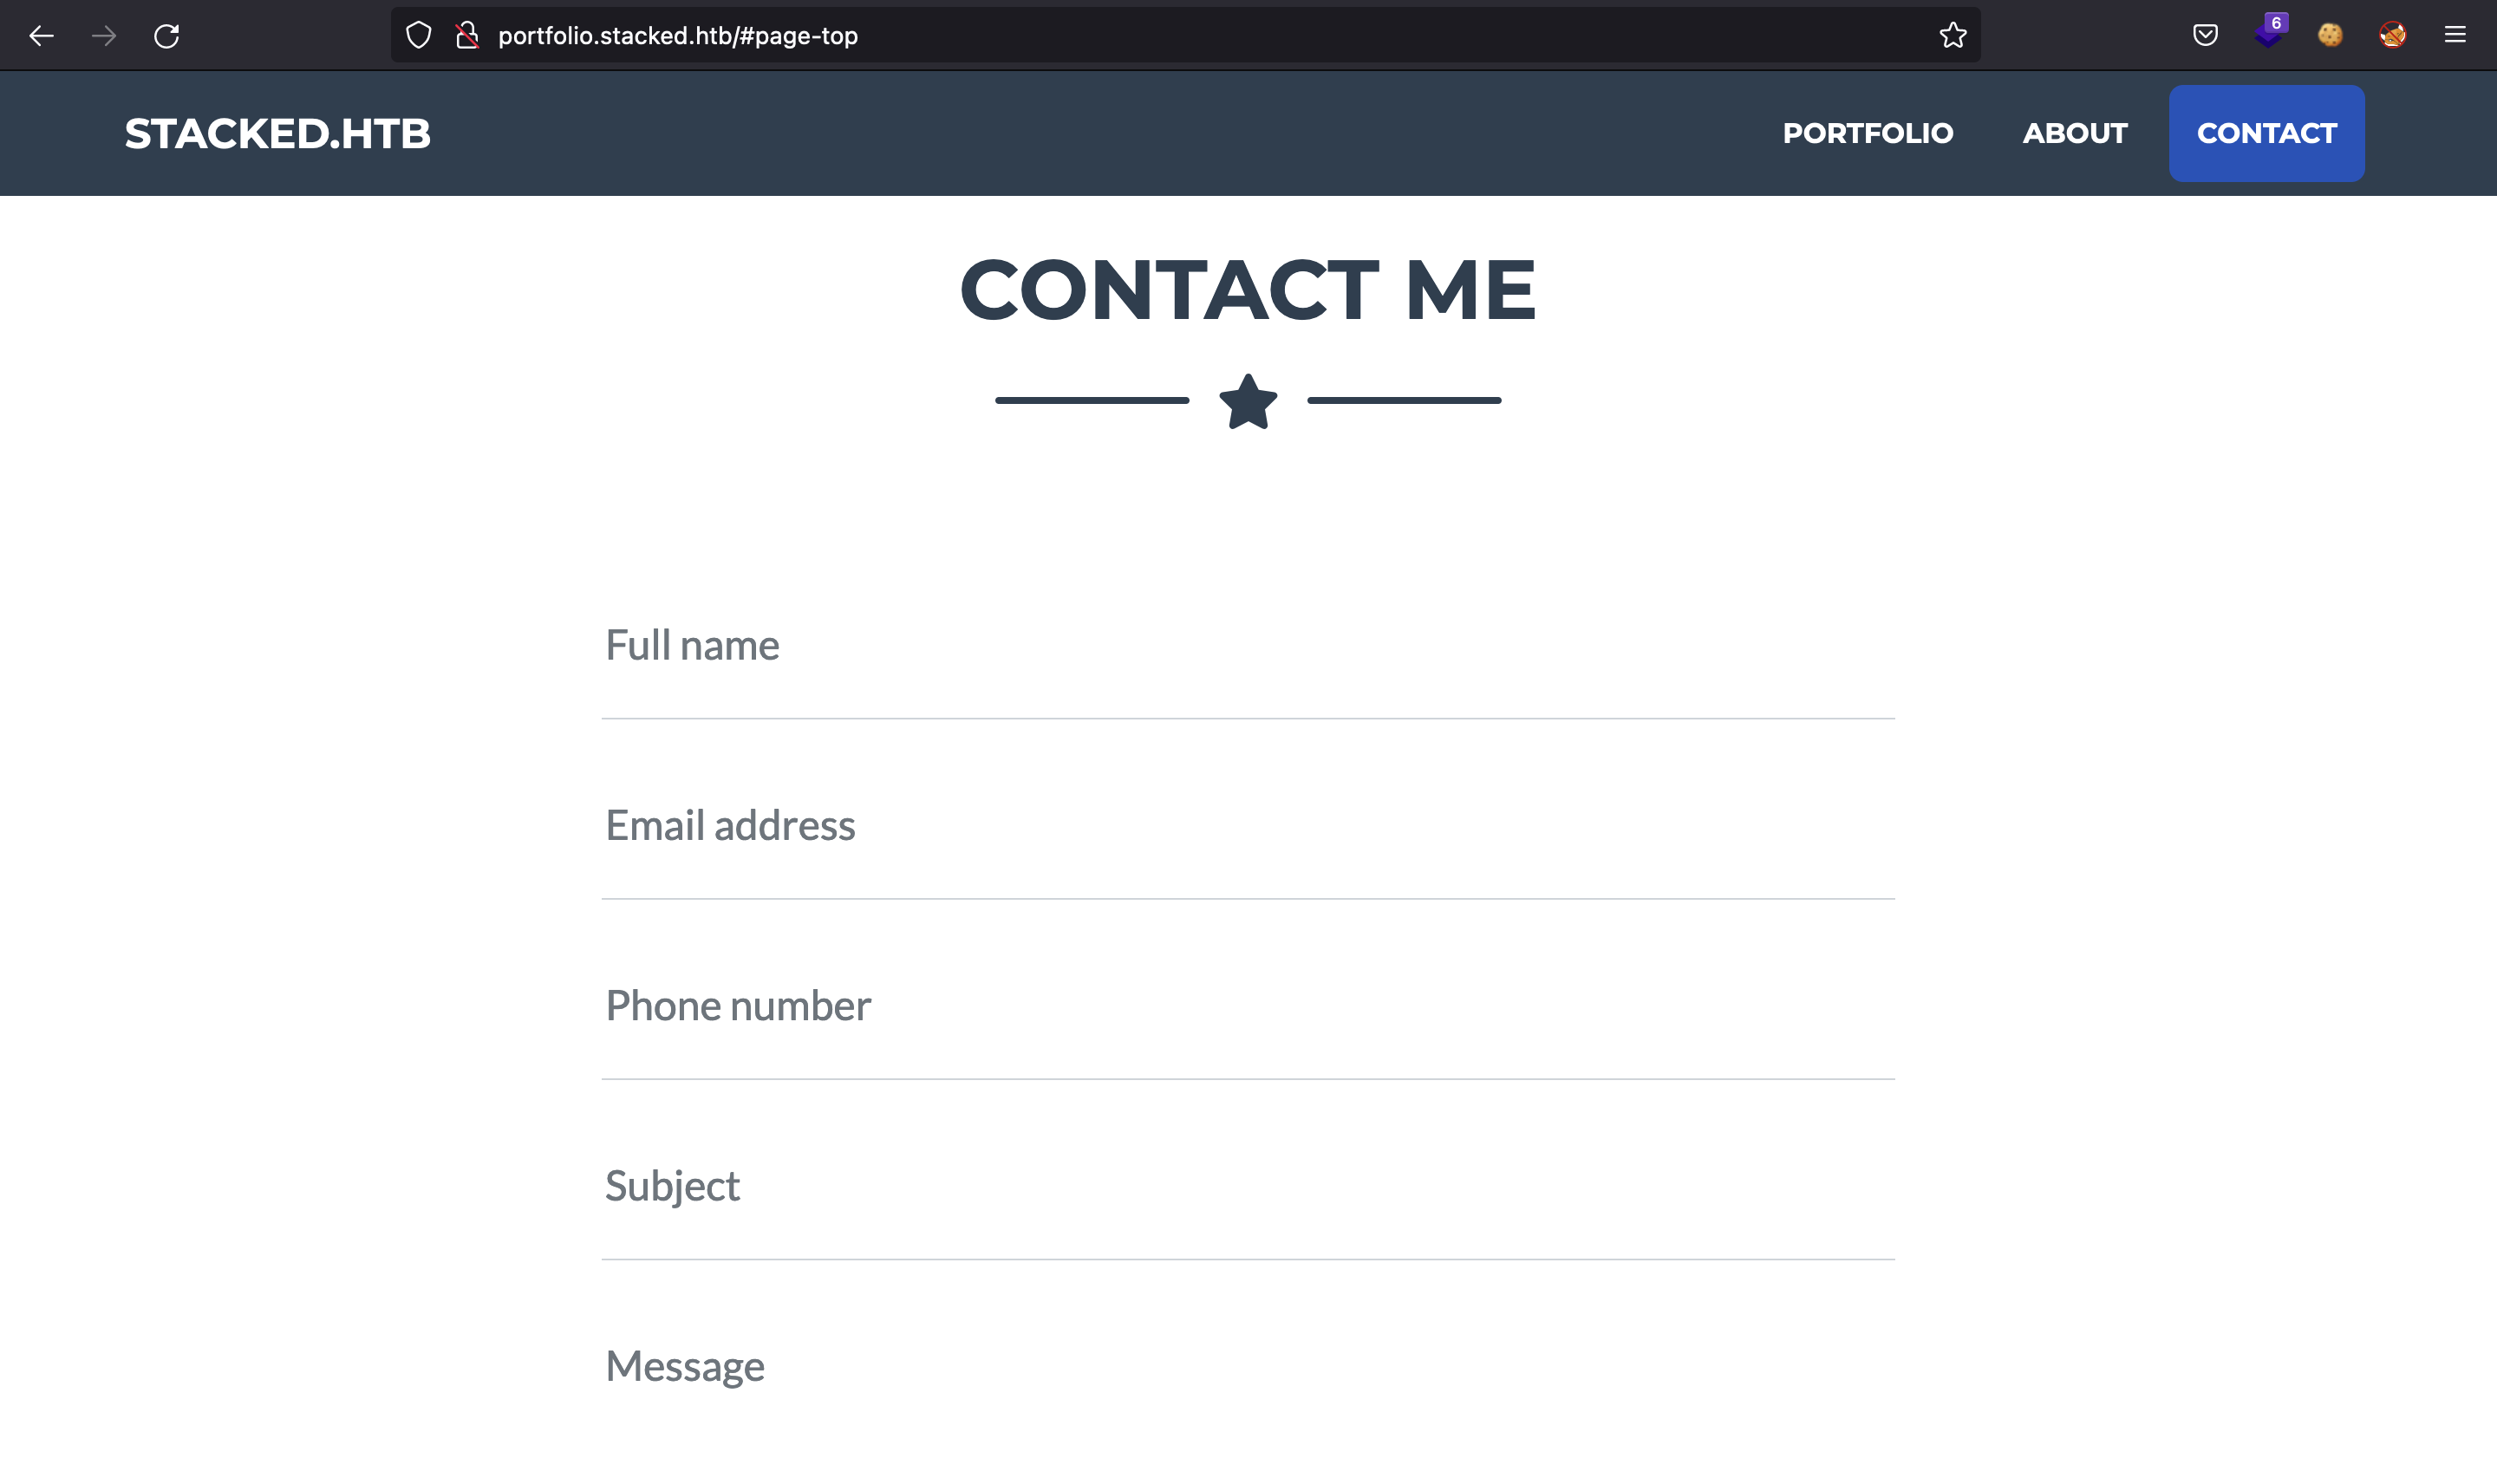 portfolio.stacked.htb/#page-top
6
STACKED.HTB
PORTFOLIO ABOUT CONTACT
CONTACT ME
Full name
Email address
Phone number
Subject
Message